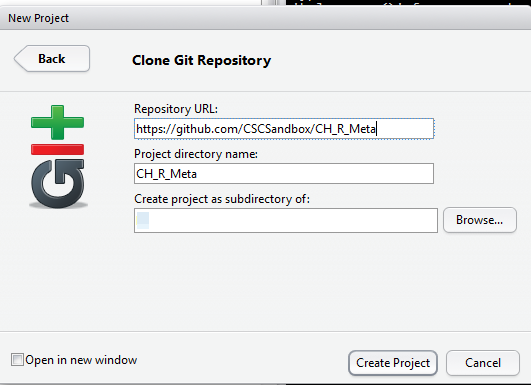 New Project
Back
Clone Git Repository
Repository URL:
https://github.com/CSCSandbox/CH_R_Meta
Project directory name:
CH_R_Meta
Create project as subdirectory of:
Browse...
git
Open in new window
Create Project
Cancel